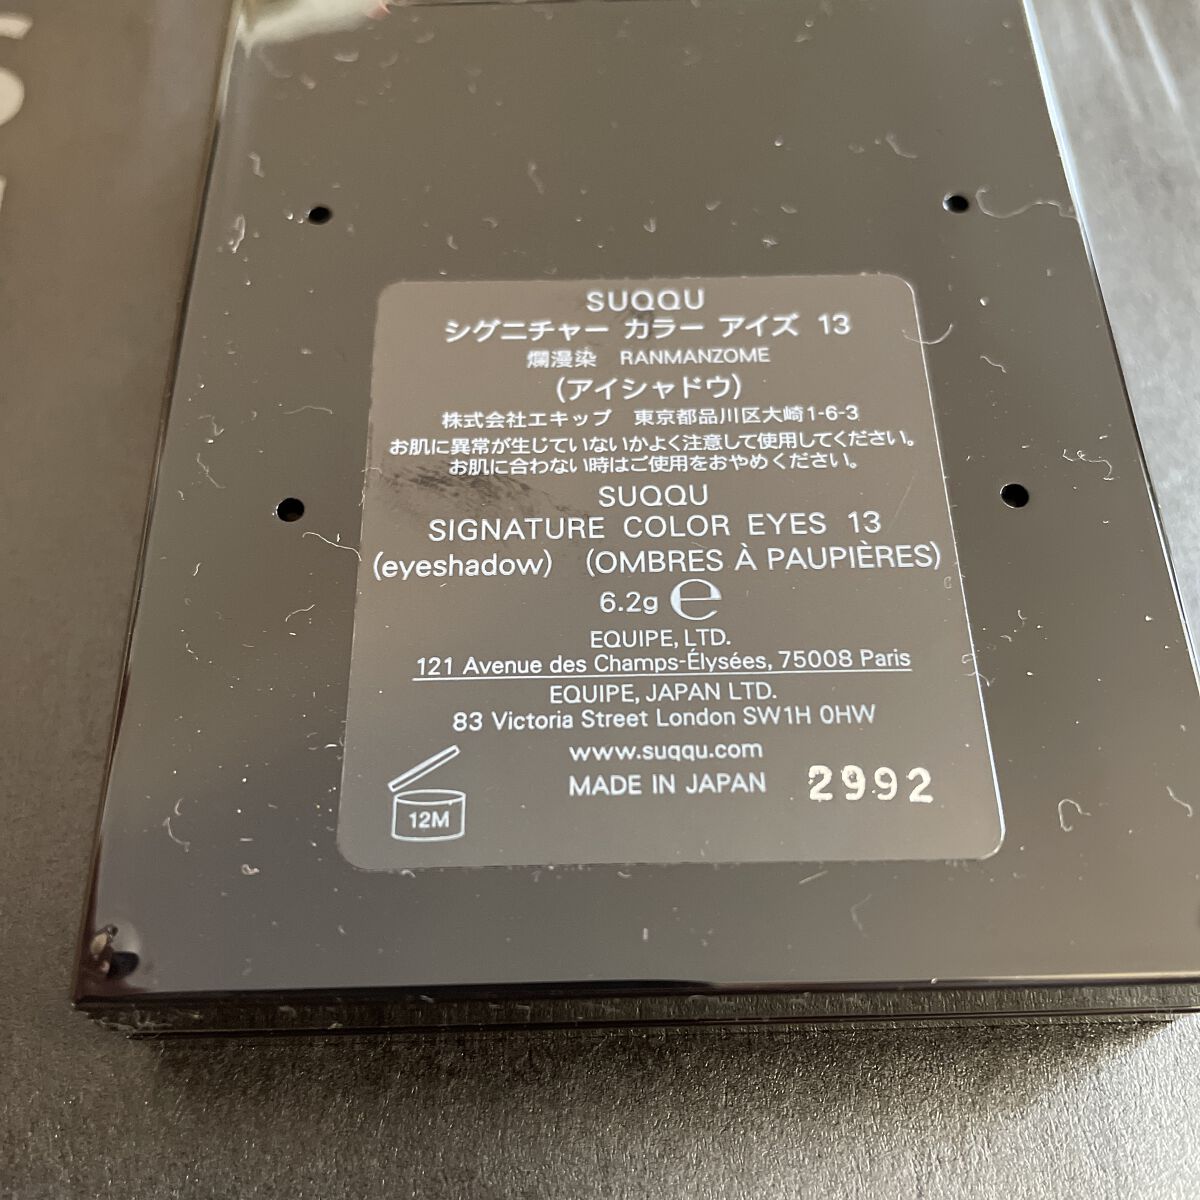 SUQQU
シグニチャー カラー アイズ 13
爛漫染 RANMANZOME
(アイシャドウ)
株式会社エキップ 東京都品川区大崎1-6-3
お肌に異常が生じていないかよく注意して使用してください。
お肌に合わない時はご使用をおやめください。
SUQQU
SIGNATURE COLOR EYES 13
(eyeshadow) (OMBRES À PAUPIÈRES)
6.2g ℮
EQUIPE, LTD.
121 Avenue des Champs-Élysées, 75008 Paris
EQUIPE, JAPAN LTD.
83 Victoria Street London SW1H 0HW
www.suqqu.com
MADE IN JAPAN 2992
12M